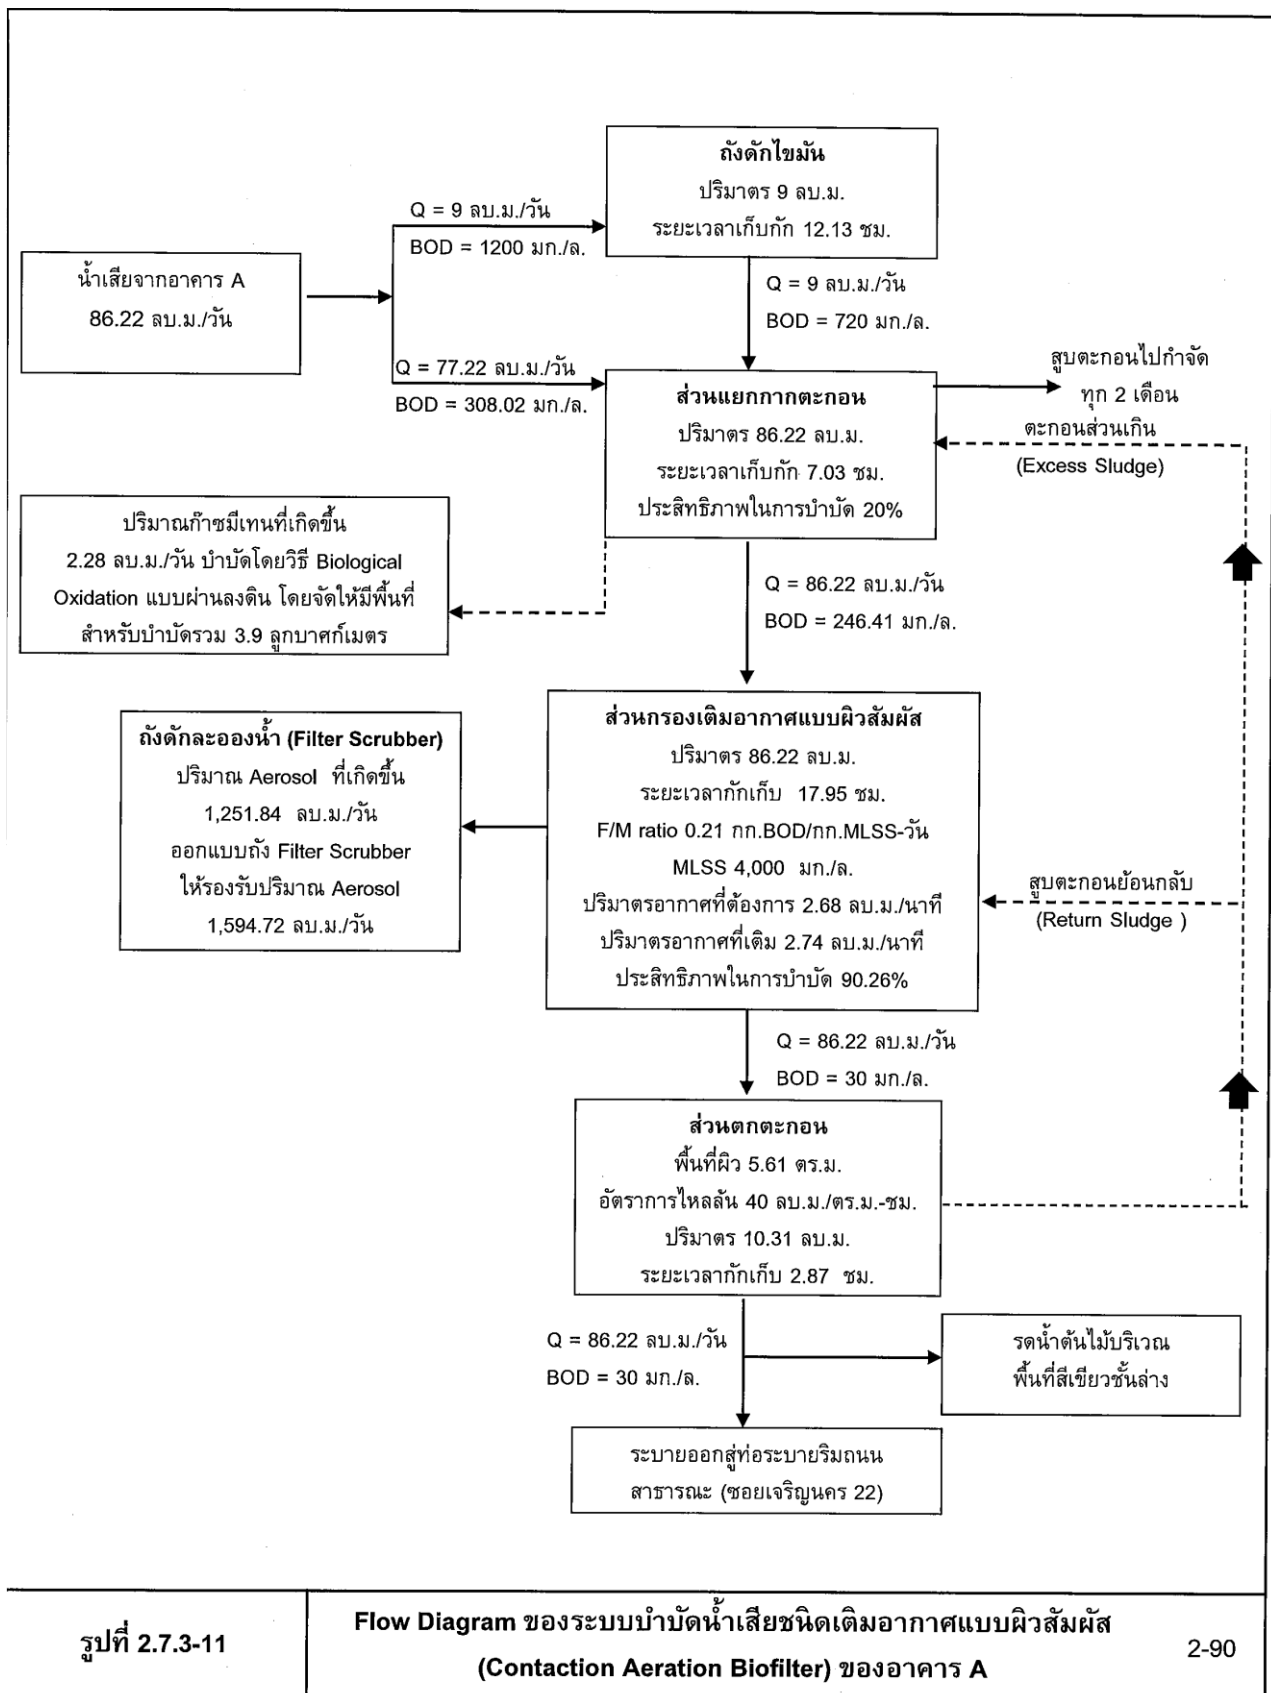 ถังดักไขมัน
ปริมาตร 9 ลบ.ม.
ระยะเวลาเก็บกัก 12.13 ชม.
Q = 9 ลบ.ม./วัน
BOD = 1200 มก./ล.
น้ำเสียจากอาคาร A
86.22 ลบ.ม./วัน
Q = 9 ลบ.ม./วัน
BOD = 720 มก./ล.
Q = 77.22 ลบ.ม./วัน
BOD = 308.02 มก./ล.
ส่วนแยกกากตะกอน
ปริมาตร 86.22 ลบ.ม.
ระยะเวลาเก็บกัก 7.03 ชม.
ประสิทธิภาพในการบำบัด 20%
สูบตะกอนไปกำจัด
ทุก 2 เดือน
ตะกอนส่วนเกิน
(Excess Sludge)
ปริมาณก๊าซมีเทนที่เกิดขึ้น
2.28 ลบ.ม./วัน บำบัดโดยวิธี Biological
Oxidation แบบผ่านลงดิน โดยจัดให้มีพื้นที่
สำหรับบำบัดรวม 3.9 ลูกบาศก์เมตร
Q = 86.22 ลบ.ม./วัน
BOD = 246.41 มก./ล.
ถังดักละอองน้ำ (Filter Scrubber)
ปริมาณ Aerosol ที่เกิดขึ้น
1,251.84 ลบ.ม./วัน
ออกแบบถัง Filter Scrubber
ให้รองรับปริมาณ Aerosol
1,594.72 ลบ.ม./วัน
ส่วนกรองเติมอากาศแบบผิวสัมผัส
ปริมาตร 86.22 ลบ.ม.
ระยะเวลากักเก็บ 17.95 ชม.
F/M ratio 0.21 กก.BOD/กก.MLSS-วัน
MLSS 4,000 มก./ล.
ปริมาตรอากาศที่ต้องการ 2.68 ลบ.ม./นาที
ปริมาตรอากาศที่เติม 2.74 ลบ.ม./นาที
ประสิทธิภาพในการบำบัด 90.26%
สูบตะกอนย้อนกลับ
(Return Sludge )
Q = 86.22 ลบ.ม./วัน
BOD = 30 มก./ล.
ส่วนตกตะกอน
พื้นที่ผิว 5.61 ตร.ม.
อัตราการไหลล้น 40 ลบ.ม./ตร.ม.-ชม.
ปริมาตร 10.31 ลบ.ม.
ระยะเวลากักเก็บ 2.87 ชม.
Q = 86.22 ลบ.ม./วัน
BOD = 30 มก./ล.
รดน้ำต้นไม้บริเวณ
พื้นที่สีเขียวชั้นล่าง
ระบายออกสู่ท่อระบายริมถนน
สาธารณะ (ซอยเจริญนคร 22)
รูปที่ 2.7.3-11
Flow Diagram ของระบบบำบัดน้ำเสียชนิดเติมอากาศแบบผิวสัมผัส
(Contaction Aeration Biofilter) ของอาคาร A
2-90